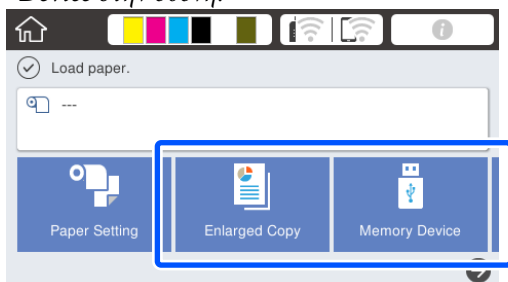 Load paper.
---
Paper Setting
Enlarged Copy
Memory Device